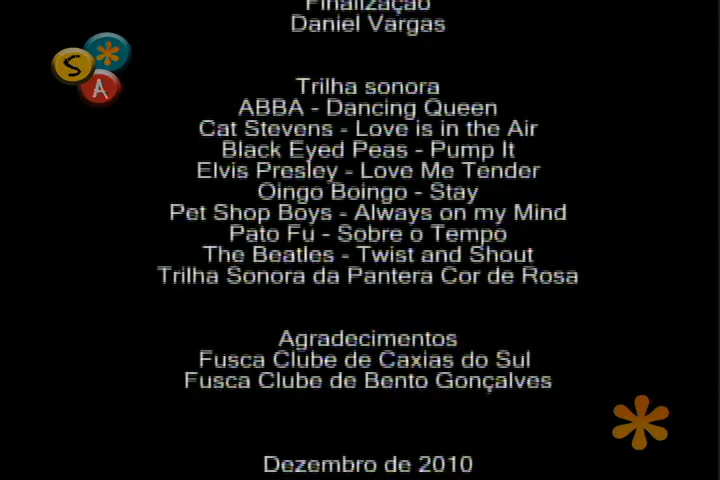 Finalização
Daniel Vargas
S * A
Trilha sonora
ABBA - Dancing Queen
Cat Stevens - Love is in the Air
Black Eyed Peas - Pump It
Elvis Presley - Love Me Tender
Oingo Boingo - Stay
Pet Shop Boys - Always on my Mind
Pato Fu - Sobre o Tempo
The Beatles - Twist and Shout
Trilha Sonora da Pantera Cor de Rosa
Agradecimentos
Fusca Clube de Caxias do Sul
Fusca Clube de Bento Gonçalves
Dezembro de 2010